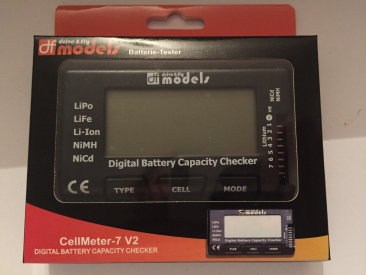 df drive & fly
models
Batterie-Tester
df drive & fly
models
LiPo
LiFe
Li-Ion
NiMH
NiCd
Lithium
7 6 5 4 3 2 1
-ve
NiCd
NiMH
Digital Battery Capacity Checker
CE
TYPE CELL MODE
CellMeter-7 V2
DIGITAL BATTERY CAPACITY CHECKER
models
Digital Battery Capacity Checker